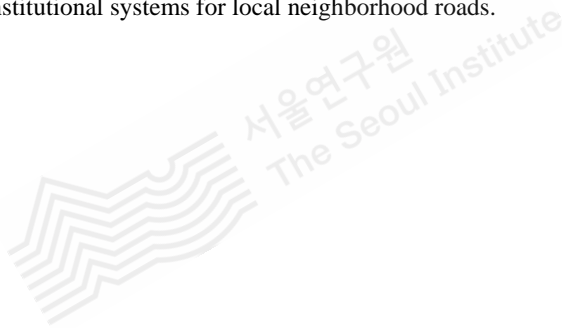 nstitutional systems for local neighborhood roads.
서울연구원
The Seoul Institute